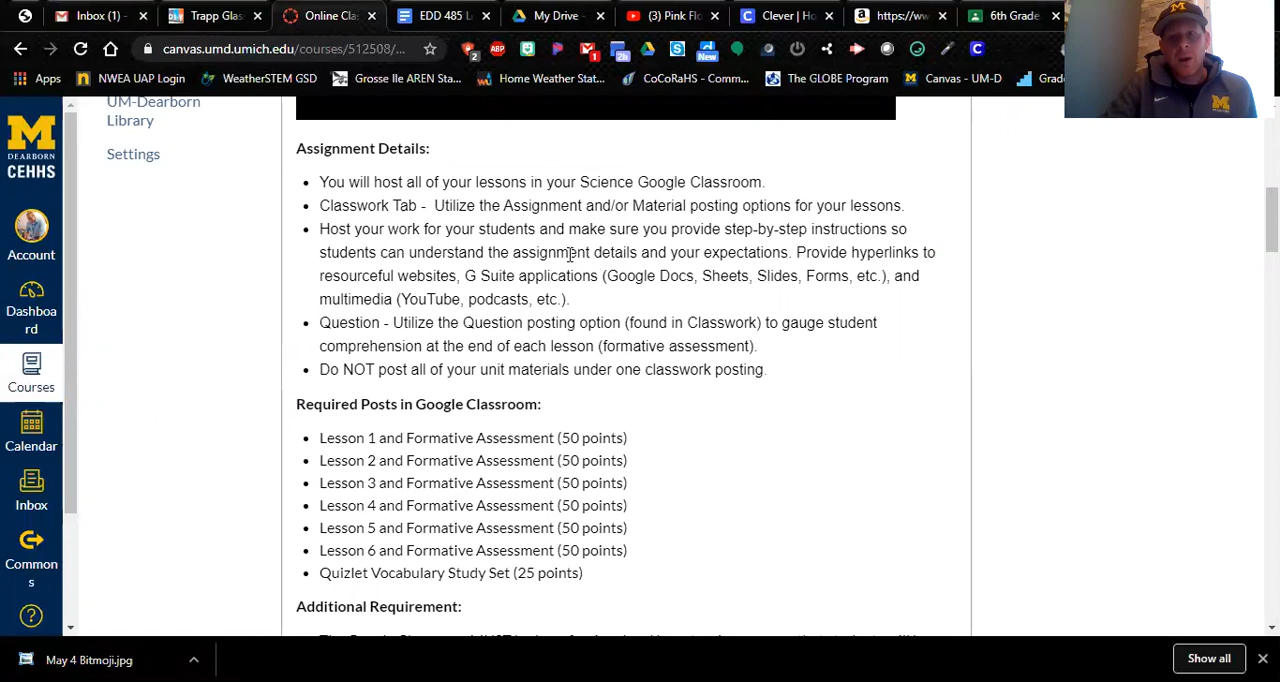 Inbox (1
Trapp Glas
Online Cla
EDD 485 L
My Drive -
(3) Pink Flo
Clever | Ho
https://ww
6th Grade
canvas.umd.umich.edu/courses/512508/...
2
ABP
1
2h
New
Apps
NWEA UAP Login
WeatherSTEM GSD
Grosse Ile AREN Sta...
Home Weather Stat...
CoCoRaHS - Comm...
The GLOBE Program
Canvas - UM-D
Grad
M
DEARBORN
CEHHS
Account
Dashboa
rd
Courses
Calendar
Inbox
Common
s
UM-Dearborn
Library
Settings
Assignment Details:
You will host all of your lessons in your Science Google Classroom.
Classwork Tab - Utilize the Assignment and/or Material posting options for your lessons.
Host your work for your students and make sure you provide step-by-step instructions so
students can understand the assignment details and your expectations. Provide hyperlinks to
resourceful websites, G Suite applications (Google Docs, Sheets, Slides, Forms, etc.), and
multimedia (YouTube, podcasts, etc.).
Question - Utilize the Question posting option (found in Classwork) to gauge student
comprehension at the end of each lesson (formative assessment).
Do NOT post all of your unit materials under one classwork posting.
Required Posts in Google Classroom:
Lesson 1 and Formative Assessment (50 points)
Lesson 2 and Formative Assessment (50 points)
Lesson 3 and Formative Assessment (50 points)
Lesson 4 and Formative Assessment (50 points)
Lesson 5 and Formative Assessment (50 points)
Lesson 6 and Formative Assessment (50 points)
Quizlet Vocabulary Study Set (25 points)
Additional Requirement:
May 4 Bitmoji.jpg
Show all